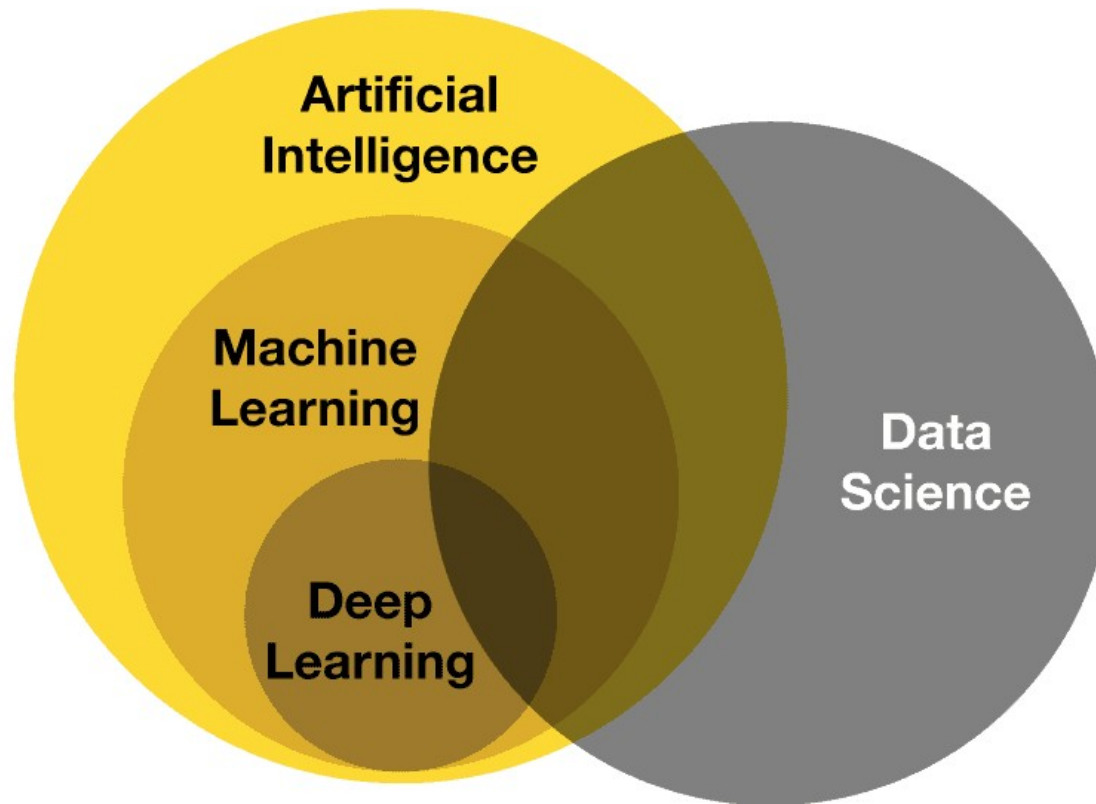 Artificial
Intelligence
Machine
Learning
Data
Science
Deep
Learning